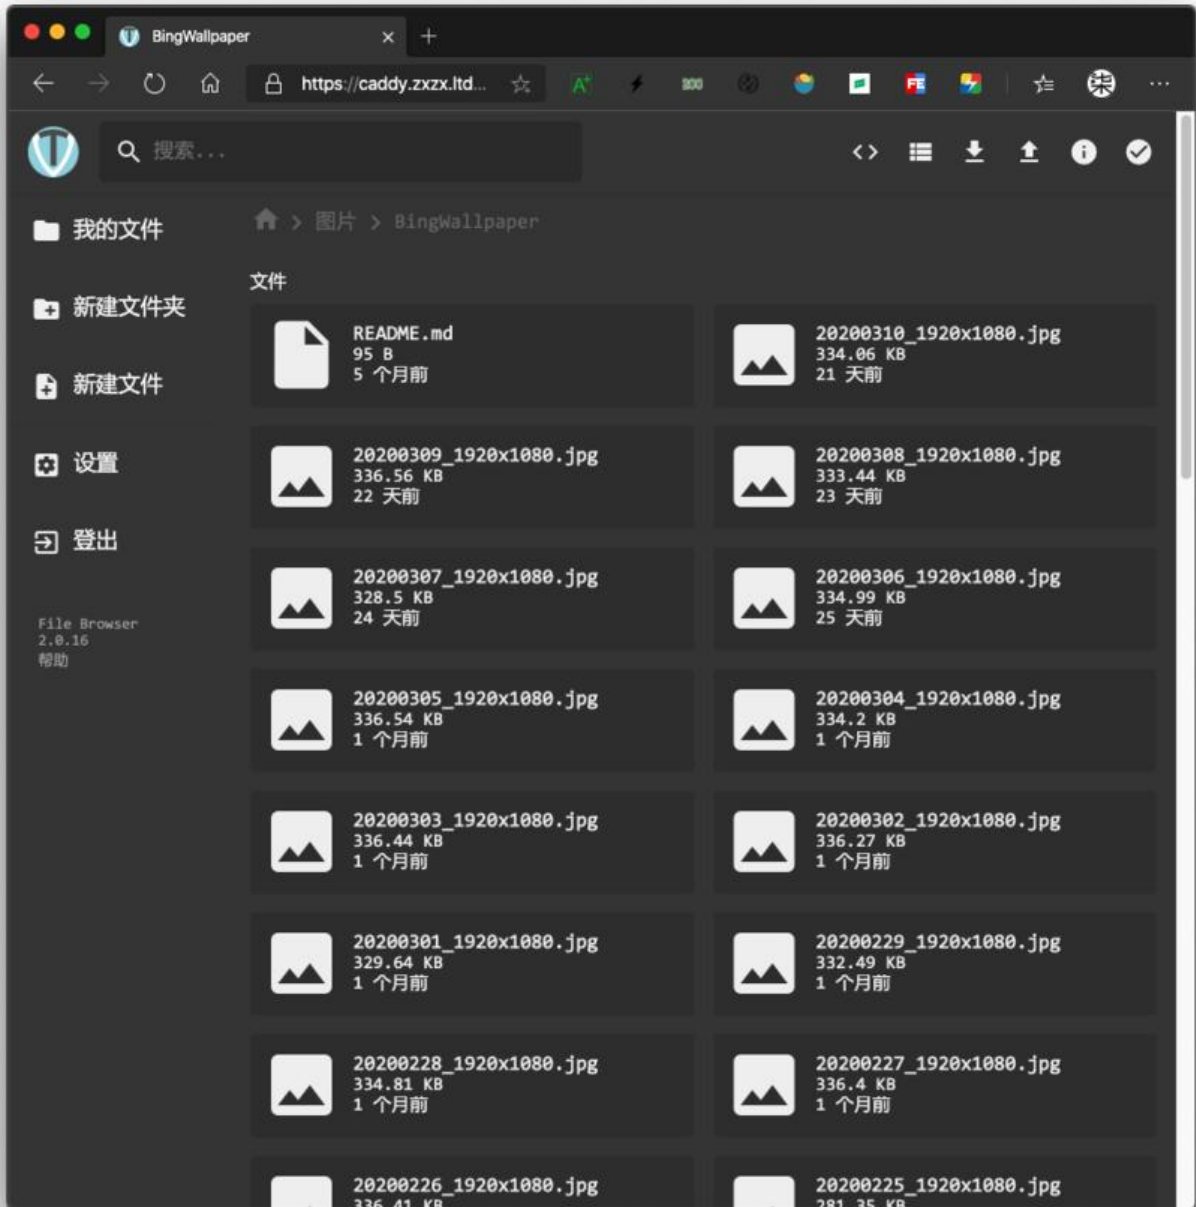 BingWallpaper
https://caddy.zxzx.ltd...
搜索...
我的文件
新建文件夹
新建文件
设置
登出
File Browser
2.0.16
帮助
图片 > BingWallpaper
文件
README.md
95 B
5 个月前
20200310_1920x1080.jpg
334.06 KB
21 天前
20200309_1920x1080.jpg
336.56 KB
22 天前
20200308_1920x1080.jpg
333.44 KB
23 天前
20200307_1920x1080.jpg
328.5 KB
24 天前
20200306_1920x1080.jpg
334.99 KB
25 天前
20200305_1920x1080.jpg
336.54 KB
1 个月前
20200304_1920x1080.jpg
334.2 KB
1 个月前
20200303_1920x1080.jpg
336.44 KB
1 个月前
20200302_1920x1080.jpg
336.27 KB
1 个月前
20200301_1920x1080.jpg
329.64 KB
1 个月前
20200229_1920x1080.jpg
332.49 KB
1 个月前
20200228_1920x1080.jpg
334.81 KB
1 个月前
20200227_1920x1080.jpg
336.4 KB
1 个月前
20200226_1920x1080.jpg
336.41 KB
20200225_1920x1080.jpg
281.35 KB